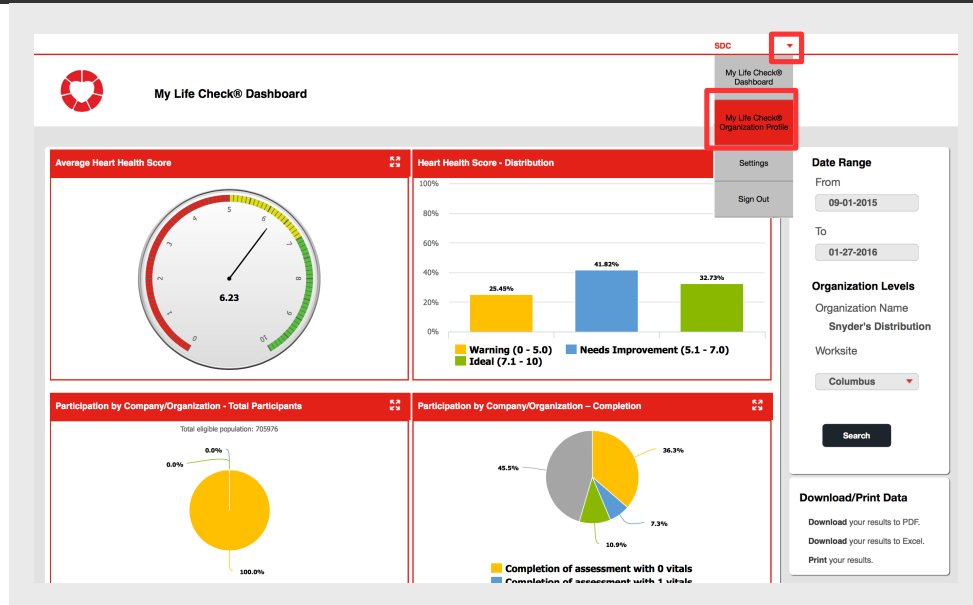 SDC
My Life Check®
Dashboard
My Life Check®
Organization Profile
Settings
Sign Out
My Life Check® Dashboard
Average Heart Health Score
0
1
2
3
4
5
6
7
8
9
10
6.23
Heart Health Score - Distribution
100%
80%
60%
40%
20%
0%
25.45%
41.82%
32.73%
Warning (0 - 5.0)
Needs Improvement (5.1 - 7.0)
Ideal (7.1 - 10)
Participation by Company/Organization - Total Participants
Total eligible population: 705976
0.0%
0.0%
100.0%
Participation by Company/Organization – Completion
36.3%
45.5%
7.3%
10.9%
Completion of assessment with 0 vitals
Completion of assessment with 1 vitals
Date Range
From
09-01-2015
To
01-27-2016
Organization Levels
Organization Name
Snyder's Distribution
Worksite
Columbus
Search
Download/Print Data
Download your results to PDF.
Download your results to Excel.
Print your results.